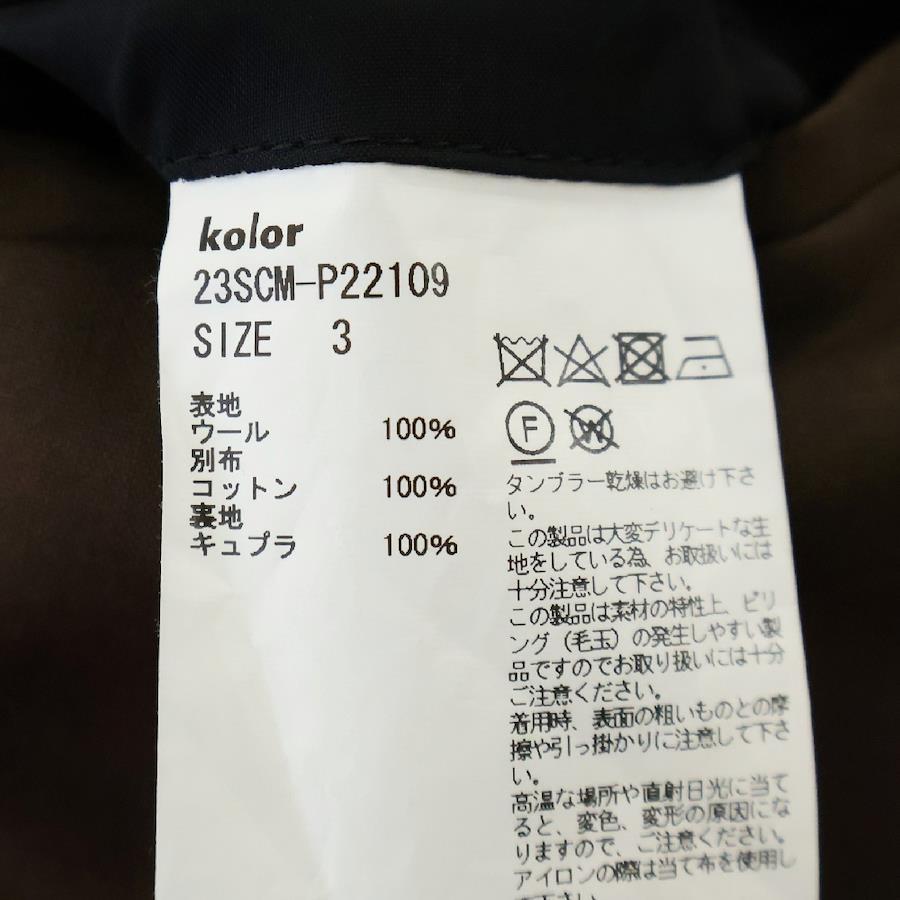 kolor
23SCM-P22109
SIZE 3
表地
ウール 100%
別布
コットン 100%
裏地
キュプラ 100%
F
W
タンブラー乾燥はお避け下さ
い。
この製品は大変デリケートな生
地をしている為、お取扱いには
十分注意して下さい。
この製品は素材の特性上、ピリ
ング(毛玉)の発生しやすい製
品ですのでお取り扱いには十分
ご注意ください。
着用時、表面の粗いものとの摩
擦や引っ掛かりに注意して下さ
い。
高温な場所や直射日光に当て
ると、変色、変形の原因にな
りますので、ご注意ください。
アイロンの際は当て布を使用し
て下さい。